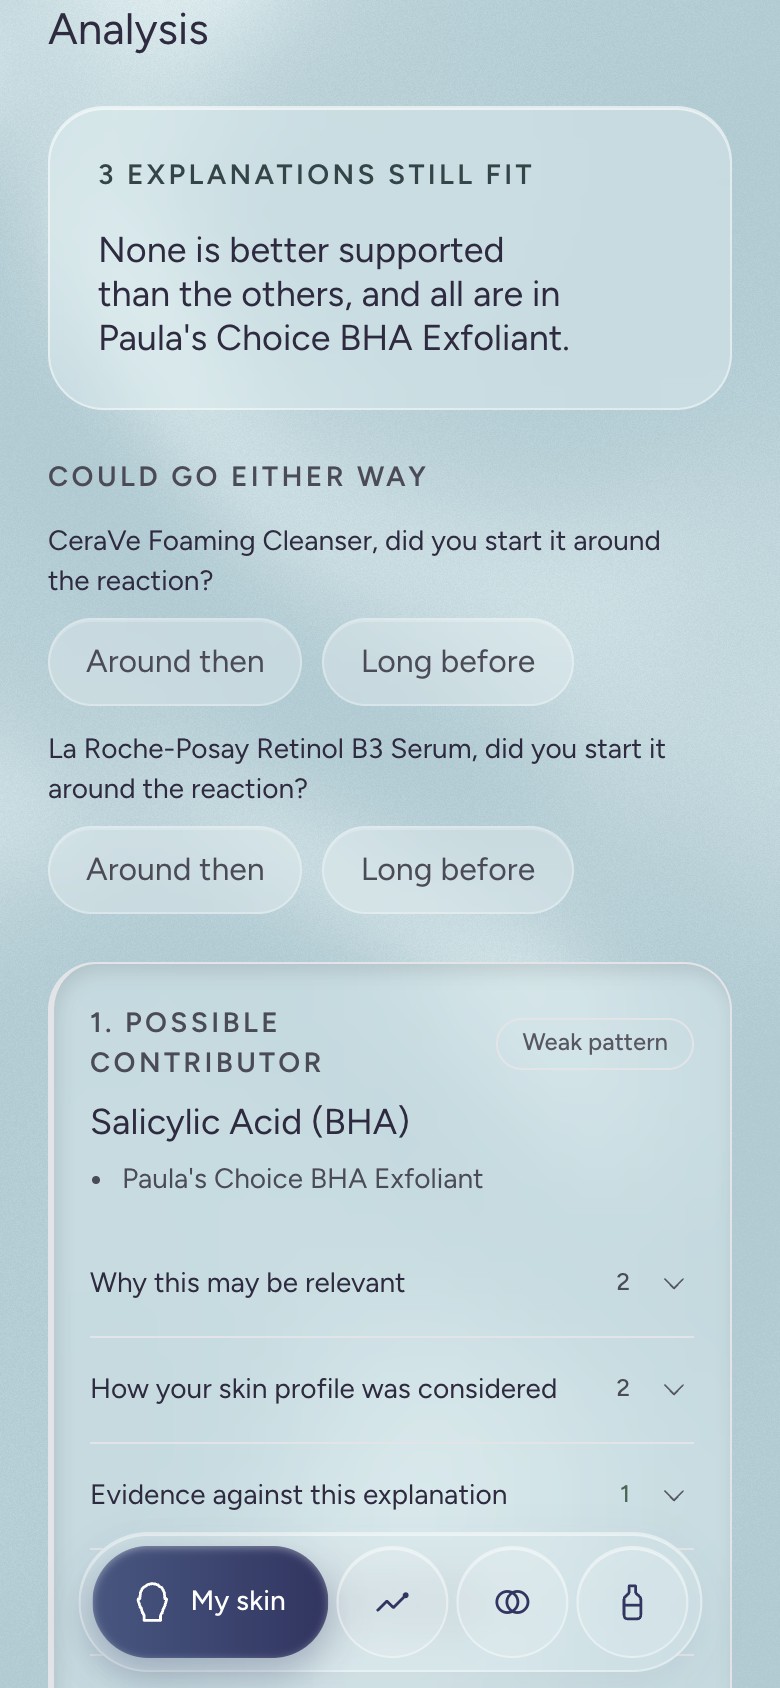 Analysis
3 EXPLANATIONS STILL FIT
None is better supported
than the others, and all are in
Paula's Choice BHA Exfoliant.
COULD GO EITHER WAY
CeraVe Foaming Cleanser, did you start it around
the reaction?
Around then
Long before
La Roche-Posay Retinol B3 Serum, did you start it
around the reaction?
Around then
Long before
1. POSSIBLE
CONTRIBUTOR
Weak pattern
Salicylic Acid (BHA)
• Paula's Choice BHA Exfoliant
Why this may be relevant 2
How your skin profile was considered 2
Evidence against this explanation 1
My skin